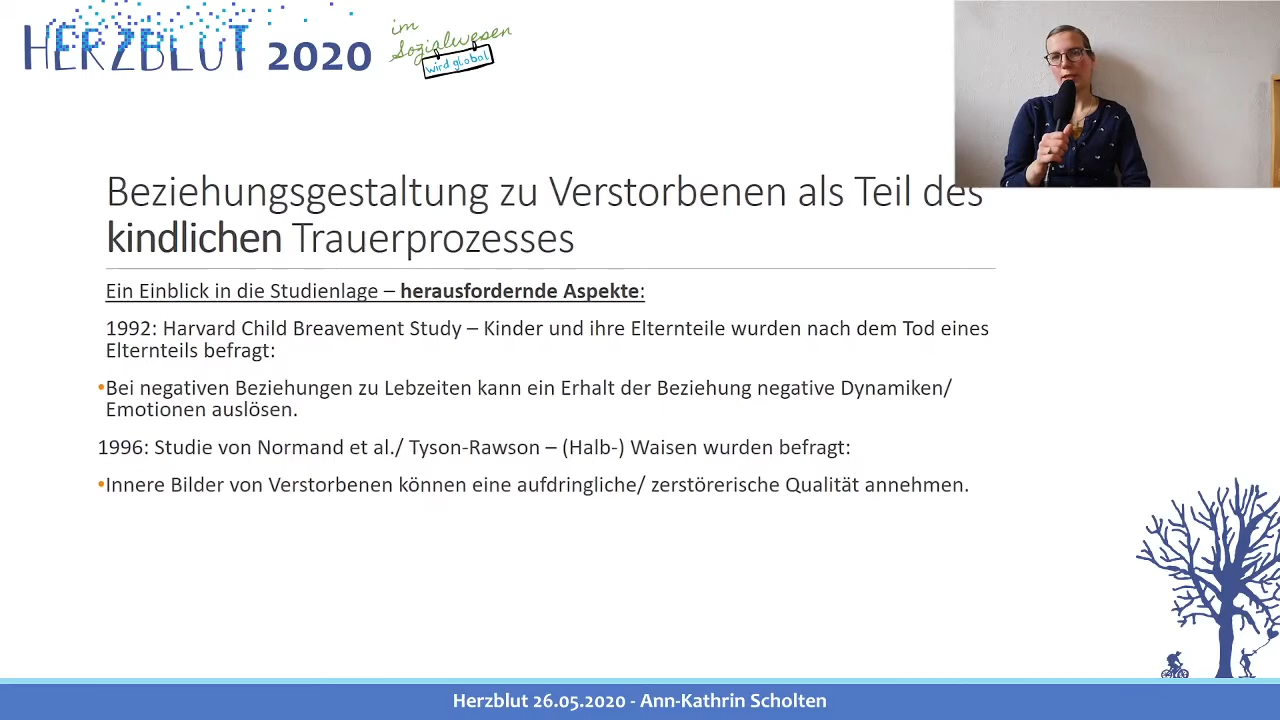 HERZBLUT 2020
im
Sozialwesen
wird global
Beziehungsgestaltung zu Verstorbenen als Teil des
kindlichen Trauerprozesses
Ein Einblick in die Studienlage – herausfordernde Aspekte:
1992: Harvard Child Breavement Study – Kinder und ihre Elternteile wurden nach dem Tod eines
Elternteils befragt:
•Bei negativen Beziehungen zu Lebzeiten kann ein Erhalt der Beziehung negative Dynamiken/
Emotionen auslösen.
1996: Studie von Normand et al./ Tyson-Rawson – (Halb-) Waisen wurden befragt:
•Innere Bilder von Verstorbenen können eine aufdringliche/ zerstörerische Qualität annehmen.
Herzblut 26.05.2020 - Ann-Kathrin Scholten